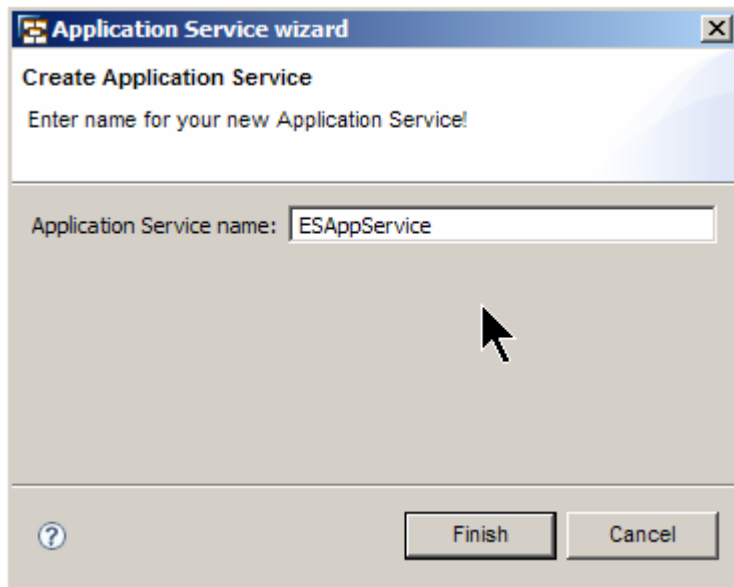 Application Service wizard
Create Application Service
Enter name for your new Application Service!
Application Service name: ESAppService
? Finish Cancel